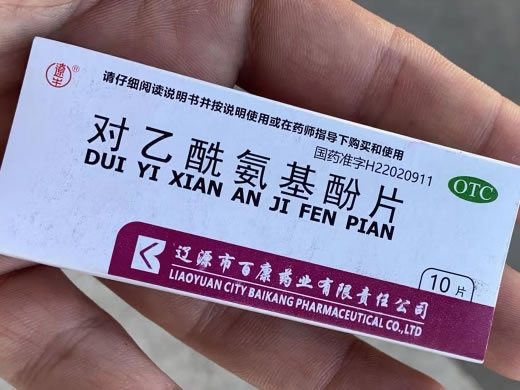 遼生®
请仔细阅读说明书并按说明使用或在药师指导下购买和使用
国药准字H22020911
对乙酰氨基酚片
OTC
DUI YI XIAN AN JI FEN PIAN
辽源市百康药业有限责任公司
10片
LIAOYUAN CITY BAIKANG PHARMACEUTICAL CO.,LTD